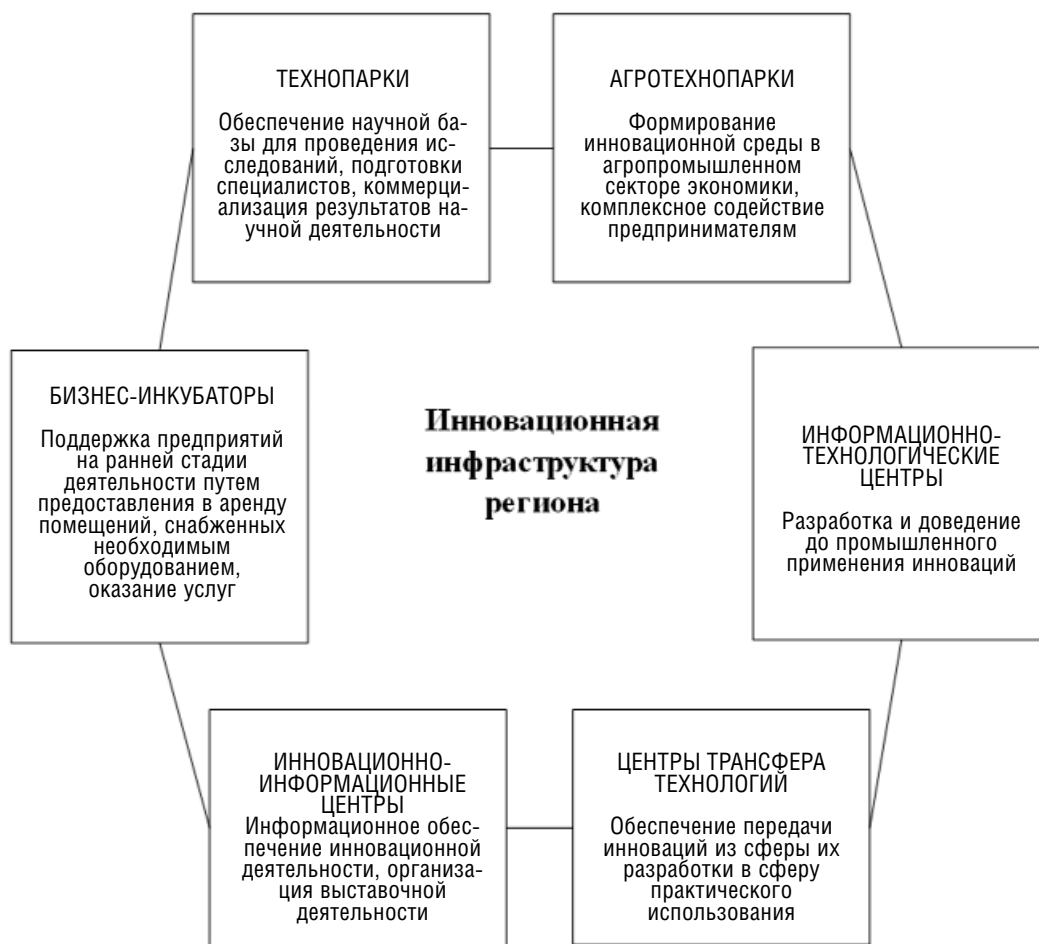 ТЕХНОПАРКИ
Обеспечение научной ба-
зы для проведения ис-
следований, подготовки
специалистов, коммерци-
ализация результатов на-
учной деятельности
АГРОТЕХНОПАРКИ
Формирование
инновационной среды в
агропромышленном
секторе экономики,
комплексное содействие
предпринимателям
БИЗНЕС-ИНКУБАТОРЫ
Поддержка предприятий
на ранней стадии
деятельности путем
предоставления в аренду
помещений, снабженных
необходимым
оборудованием,
оказание услуг
Инновационная
инфраструктура
региона
ИНФОРМАЦИОННО-
ТЕХНОЛОГИЧЕСКИЕ
ЦЕНТРЫ
Разработка и доведение
до промышленного
применения инноваций
ИННОВАЦИОННО-
ИНФОРМАЦИОННЫЕ
ЦЕНТРЫ
Информационное обес-
печение инновационной
деятельности, организа-
ция выставочной
деятельности
ЦЕНТРЫ ТРАНСФЕРА
ТЕХНОЛОГИЙ
Обеспечение передачи
инноваций из сферы их
разработки в сферу
практического
использования